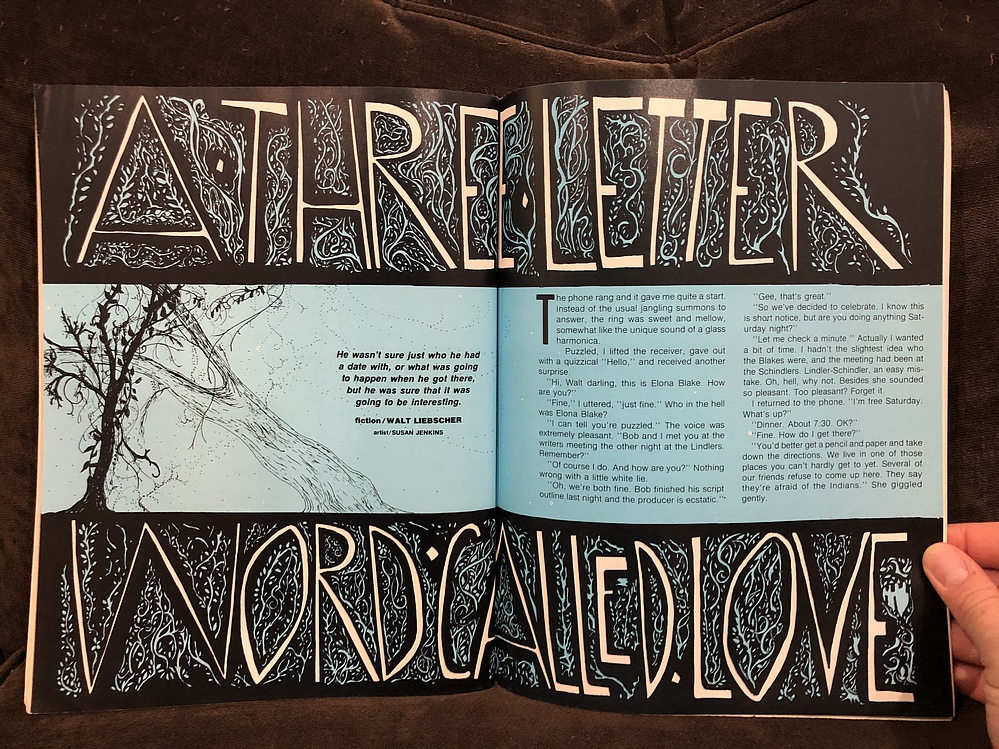 A·THREE·LETTER
He wasn't sure just who he had
a date with, or what was going
to happen when he got there,
but he was sure that it was
going to be interesting.
fiction/WALT LIEBSCHER
artist/SUSAN JENKINS
The phone rang and it gave me quite a start.
Instead of the usual jangling summons to
answer, the ring was sweet and mellow,
somewhat like the unique sound of a glass
harmonica.
Puzzled, I lifted the receiver, gave out
with a quizzical "Hello," and received another
surprise.
"Hi, Walt darling, this is Elona Blake. How
are you?"
"Fine," I uttered, "just fine." Who in the hell
was Elona Blake?
"I can tell you're puzzled." The voice was
extremely pleasant. "Bob and I met you at the
writers meeting the other night at the Lindlers.
Remember?"
"Of course I do. And how are you?" Nothing
wrong with a little white lie.
"Oh, we're both fine. Bob finished his script
outline last night and the producer is ecstatic."
"Gee, that's great."
"So we've decided to celebrate. I know this
is short notice, but are you doing anything Sat-
urday night?"
"Let me check a minute." Actually I wanted
a bit of time. I hadn't the slightest idea who
the Blakes were, and the meeting had been at
the Schindlers. Lindler-Schindler, an easy mis-
take. Oh, hell, why not. Besides she sounded
so pleasant. Too pleasant? Forget it.
I returned to the phone. "I'm free Saturday.
What's up?"
"Dinner. About 7:30. OK?"
"Fine. How do I get there?"
"You'd better get a pencil and paper and take
down the directions. We live in one of those
places you can't hardly get to yet. Several of
our friends refuse to come up here. They say
they're afraid of the Indians." She giggled
gently.
WORD·CALLED·LOVE